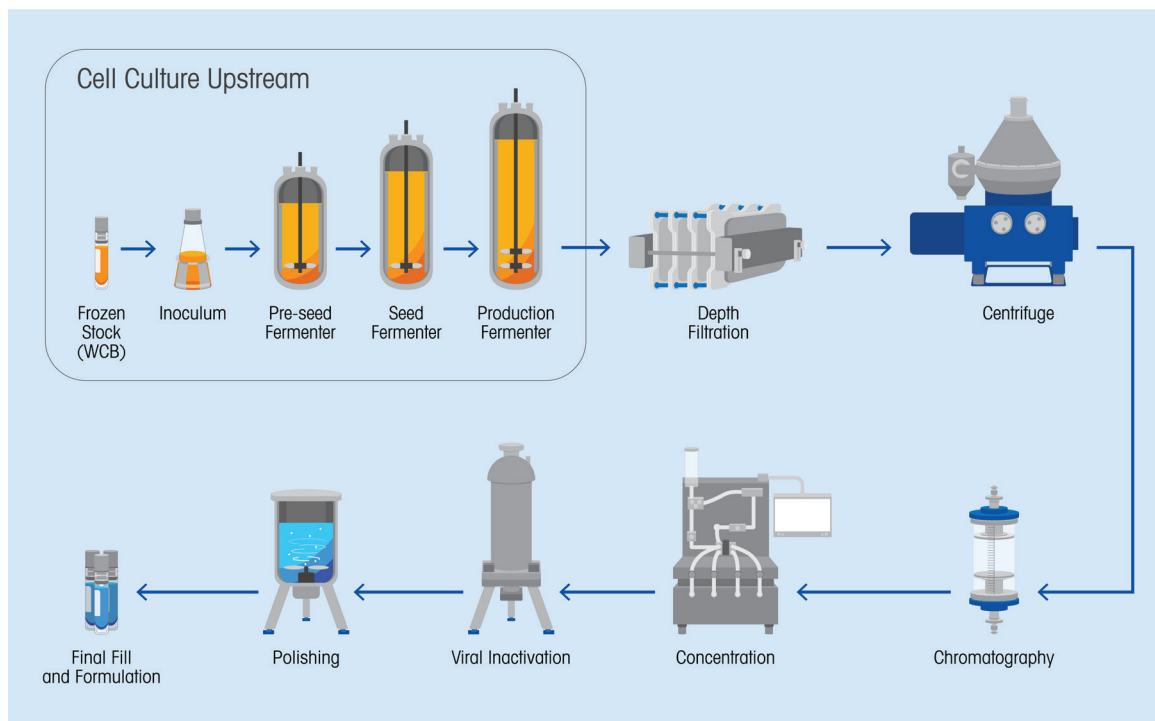 Cell Culture Upstream
Frozen
Stock
(WCB)
Inoculum
Pre-seed
Fermenter
Seed
Fermenter
Production
Fermenter
Depth
Filtration
Centrifuge
Final Fill
and Formulation
Polishing
Viral Inactivation
Concentration
Chromatography